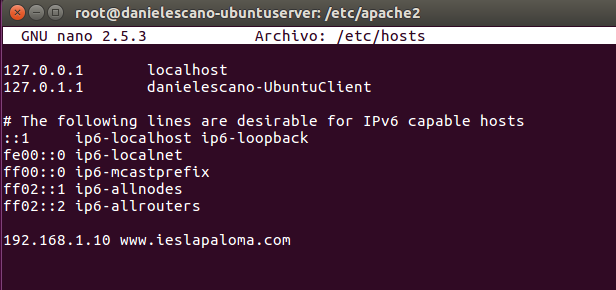 root@danielescano-ubuntuserver: /etc/apache2
GNU nano 2.5.3 Archivo: /etc/hosts
127.0.0.1 localhost
127.0.1.1 danielescano-UbuntuClient
# The following lines are desirable for IPv6 capable hosts
::1 ip6-localhost ip6-loopback
fe00::0 ip6-localnet
ff00::0 ip6-mcastprefix
ff02::1 ip6-allnodes
ff02::2 ip6-allrouters
192.168.1.10 www.ieslapaloma.com